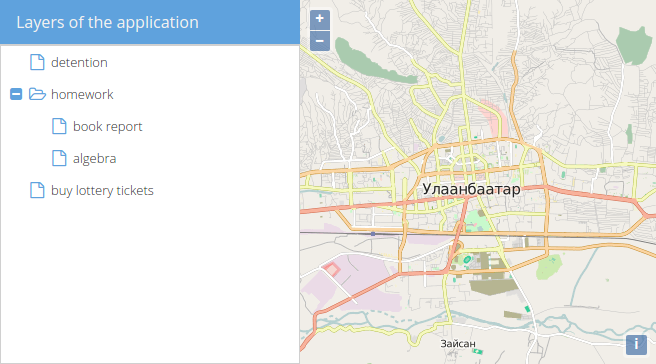 Layers of the application
detention
homework
book report
algebra
buy lottery tickets
+
−
Улаанбаатар
Зайсан
i